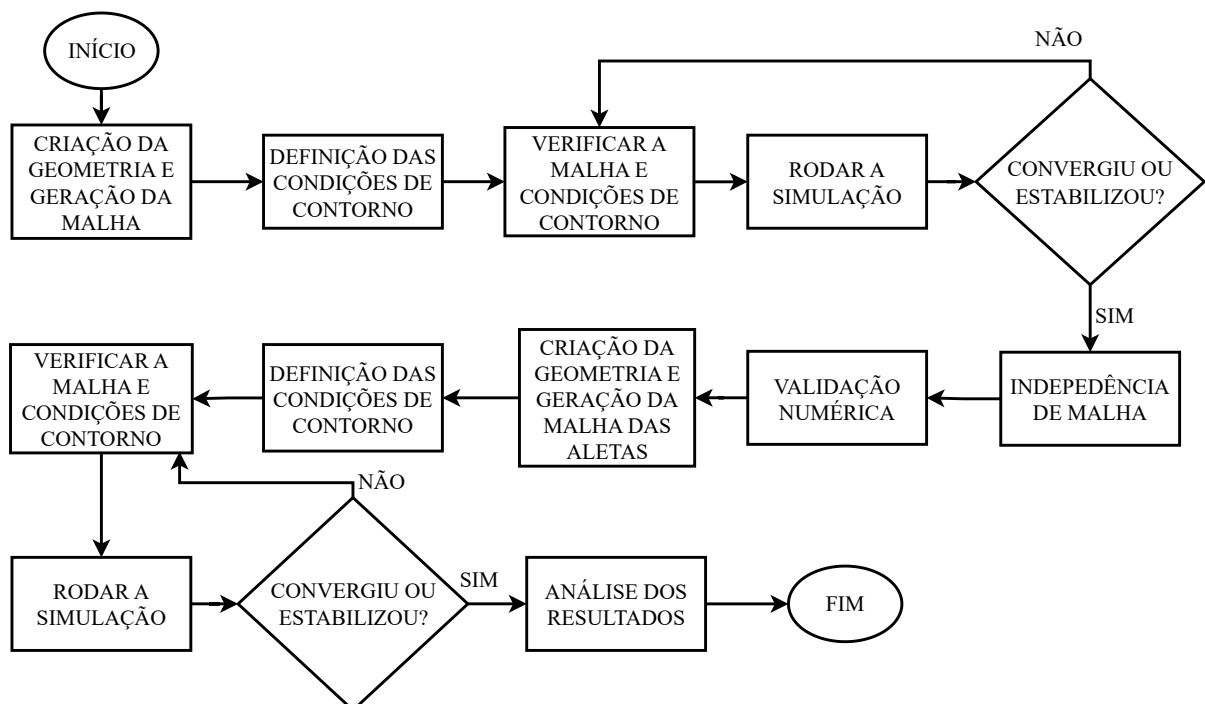 INÍCIO
NÃO
CRIAÇÃO DA
GEOMETRIA E
GERAÇÃO DA
MALHA
DEFINIÇÃO DAS
CONDIÇÕES DE
CONTORNO
VERIFICAR A
MALHA E
CONDIÇÕES DE
CONTORNO
RODAR A
SIMULAÇÃO
CONVERGIU OU
ESTABILIZOU?
SIM
INDEPEDÊNCIA
DE MALHA
VALIDAÇÃO
NUMÉRICA
CRIAÇÃO DA
GEOMETRIA E
GERAÇÃO DA
MALHA DAS
ALETAS
DEFINIÇÃO DAS
CONDIÇÕES DE
CONTORNO
VERIFICAR A
MALHA E
CONDIÇÕES DE
CONTORNO
NÃO
RODAR A
SIMULAÇÃO
CONVERGIU OU
ESTABILIZOU?
SIM
ANÁLISE DOS
RESULTADOS
FIM